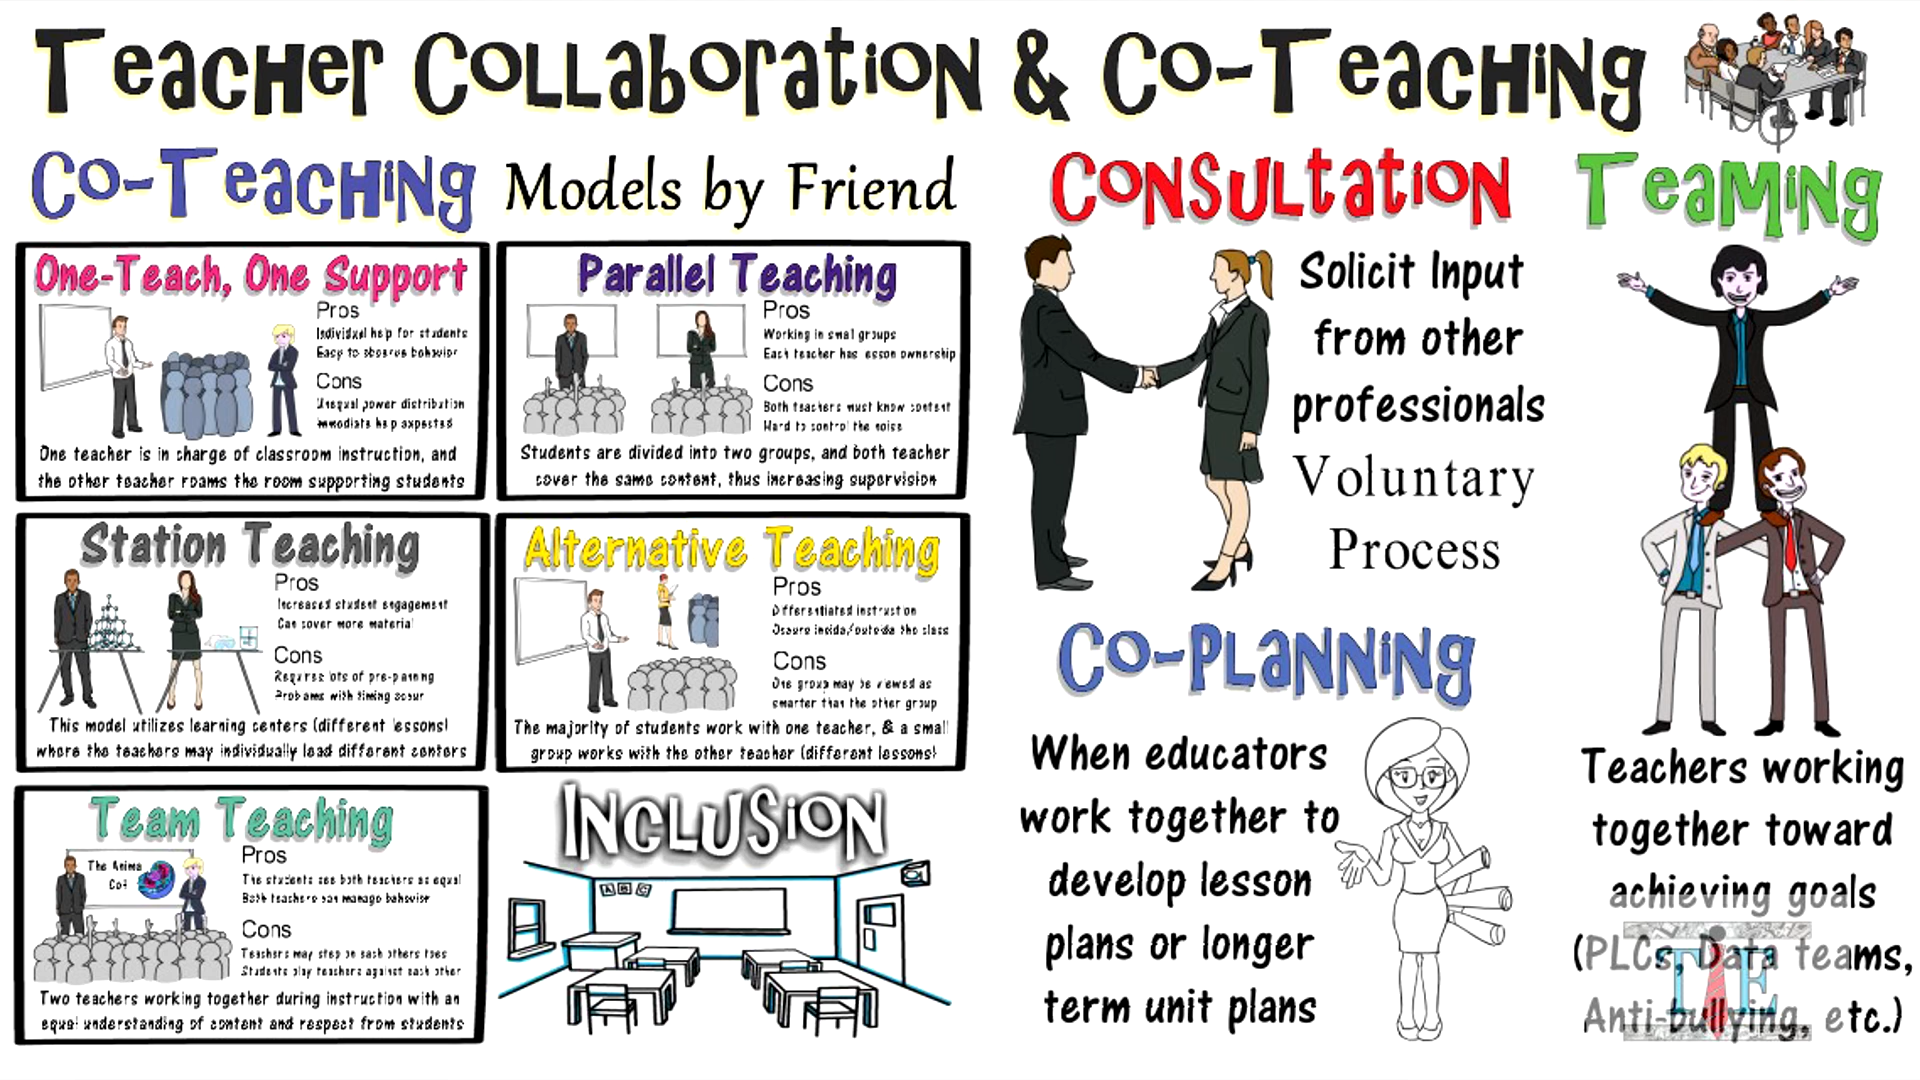 Teacher Collaboration & Co-Teaching
Co-Teaching Models by Friend
One-Teach, One Support
Pros
Individual help for students
Easy to observe behavior
Cons
Unequal power distribution
Immediate help expected
One teacher is in charge of classroom instruction, and
the other teacher roams the room supporting students
Parallel Teaching
Pros
Working in small groups
Each teacher has lesson ownership
Cons
Both teachers must know content
Hard to control the noise
Students are divided into two groups, and both teacher
cover the same content, thus increasing supervision
Station Teaching
Pros
Increased student engagement
Can cover more material
Cons
Requires lots of pre-planning
Problems with timing occur
This model utilizes learning centers (different lessons)
where the teachers may individually lead different centers
Alternative Teaching
Pros
Differentiated instruction
Occurs inside/outside the class
Cons
One group may be viewed as
smarter than the other group
The majority of students work with one teacher, & a small
group works with the other teacher (different lessons)
Team Teaching
The Anima
Cel
Pros
The students see both teachers as equal
Both teachers can manage behavior
Cons
Teachers may step on each others toes
Students play teachers against each other
Two teachers working together during instruction with an
equal understanding of content and respect from students
Inclusion
A B C
Consultation
Solicit Input
from other
professionals
Voluntary
Process
Co-Planning
When educators
work together to
develop lesson
plans or longer
term unit plans
Teaming
Teachers working
together toward
achieving goals
(PLCs, Data teams,
Anti-bullying, etc.)
TIE